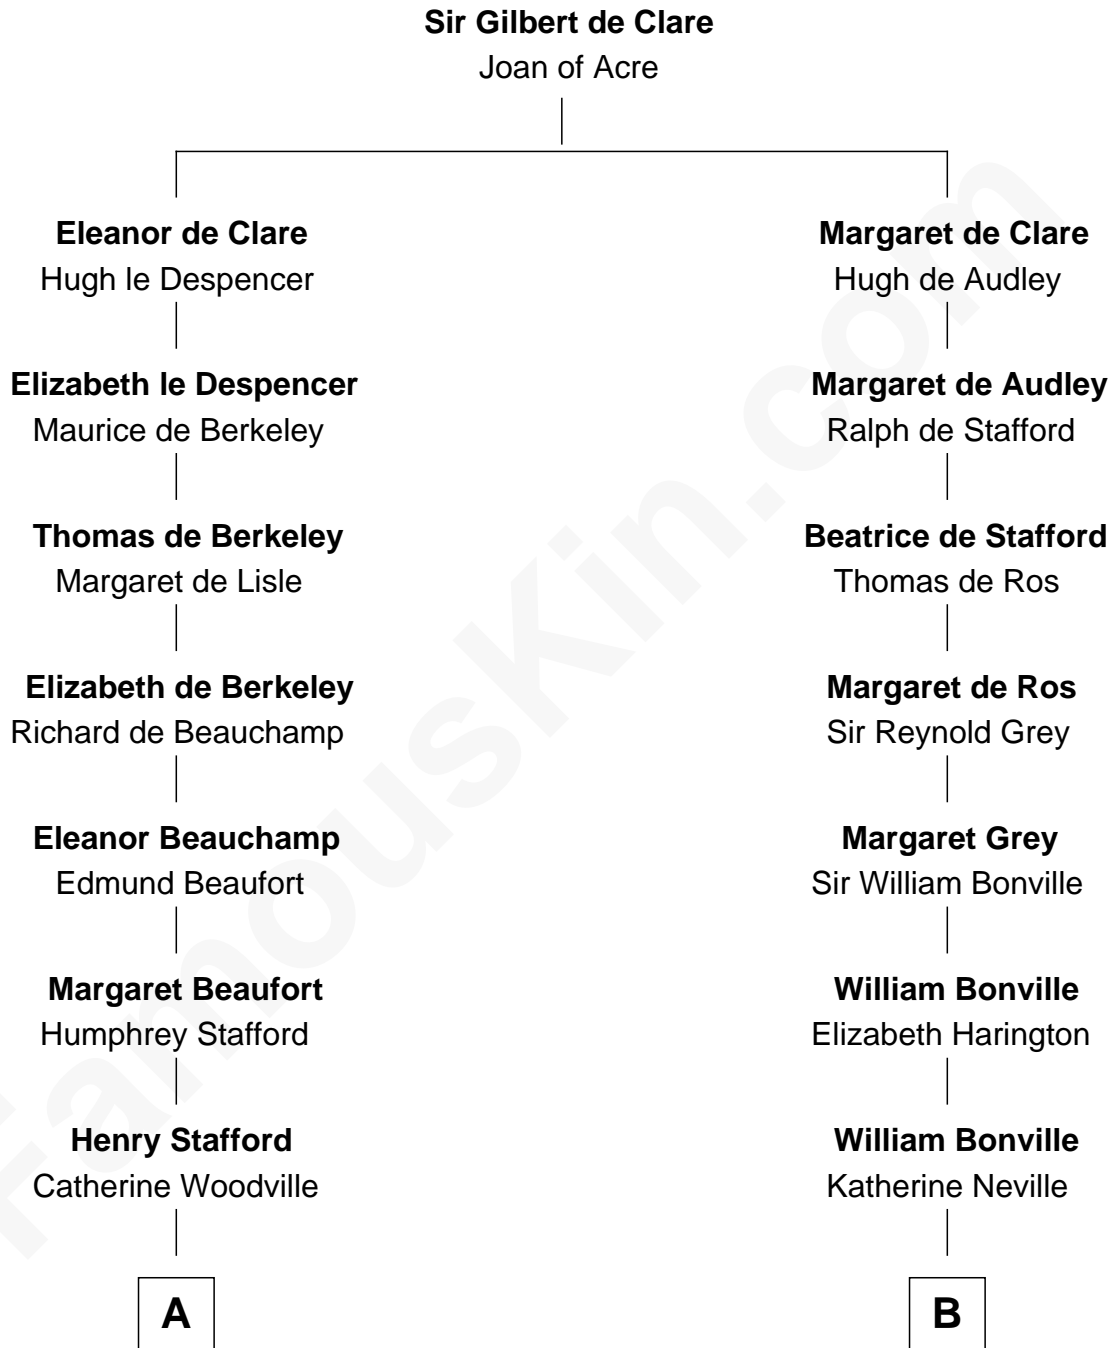 Sir Gilbert de Clare
Joan of Acre
Eleanor de Clare
Hugh le Despencer
Margaret de Clare
Hugh de Audley
Elizabeth le Despencer
Maurice de Berkeley
Margaret de Audley
Ralph de Stafford
Thomas de Berkeley
Margaret de Lisle
Beatrice de Stafford
Thomas de Ros
Elizabeth de Berkeley
Richard de Beauchamp
Margaret de Ros
Sir Reynold Grey
Eleanor Beauchamp
Edmund Beaufort
Margaret Grey
Sir William Bonville
Margaret Beaufort
Humphrey Stafford
William Bonville
Elizabeth Harington
Henry Stafford
Catherine Woodville
William Bonville
Katherine Neville
A
B
FamousKin.com